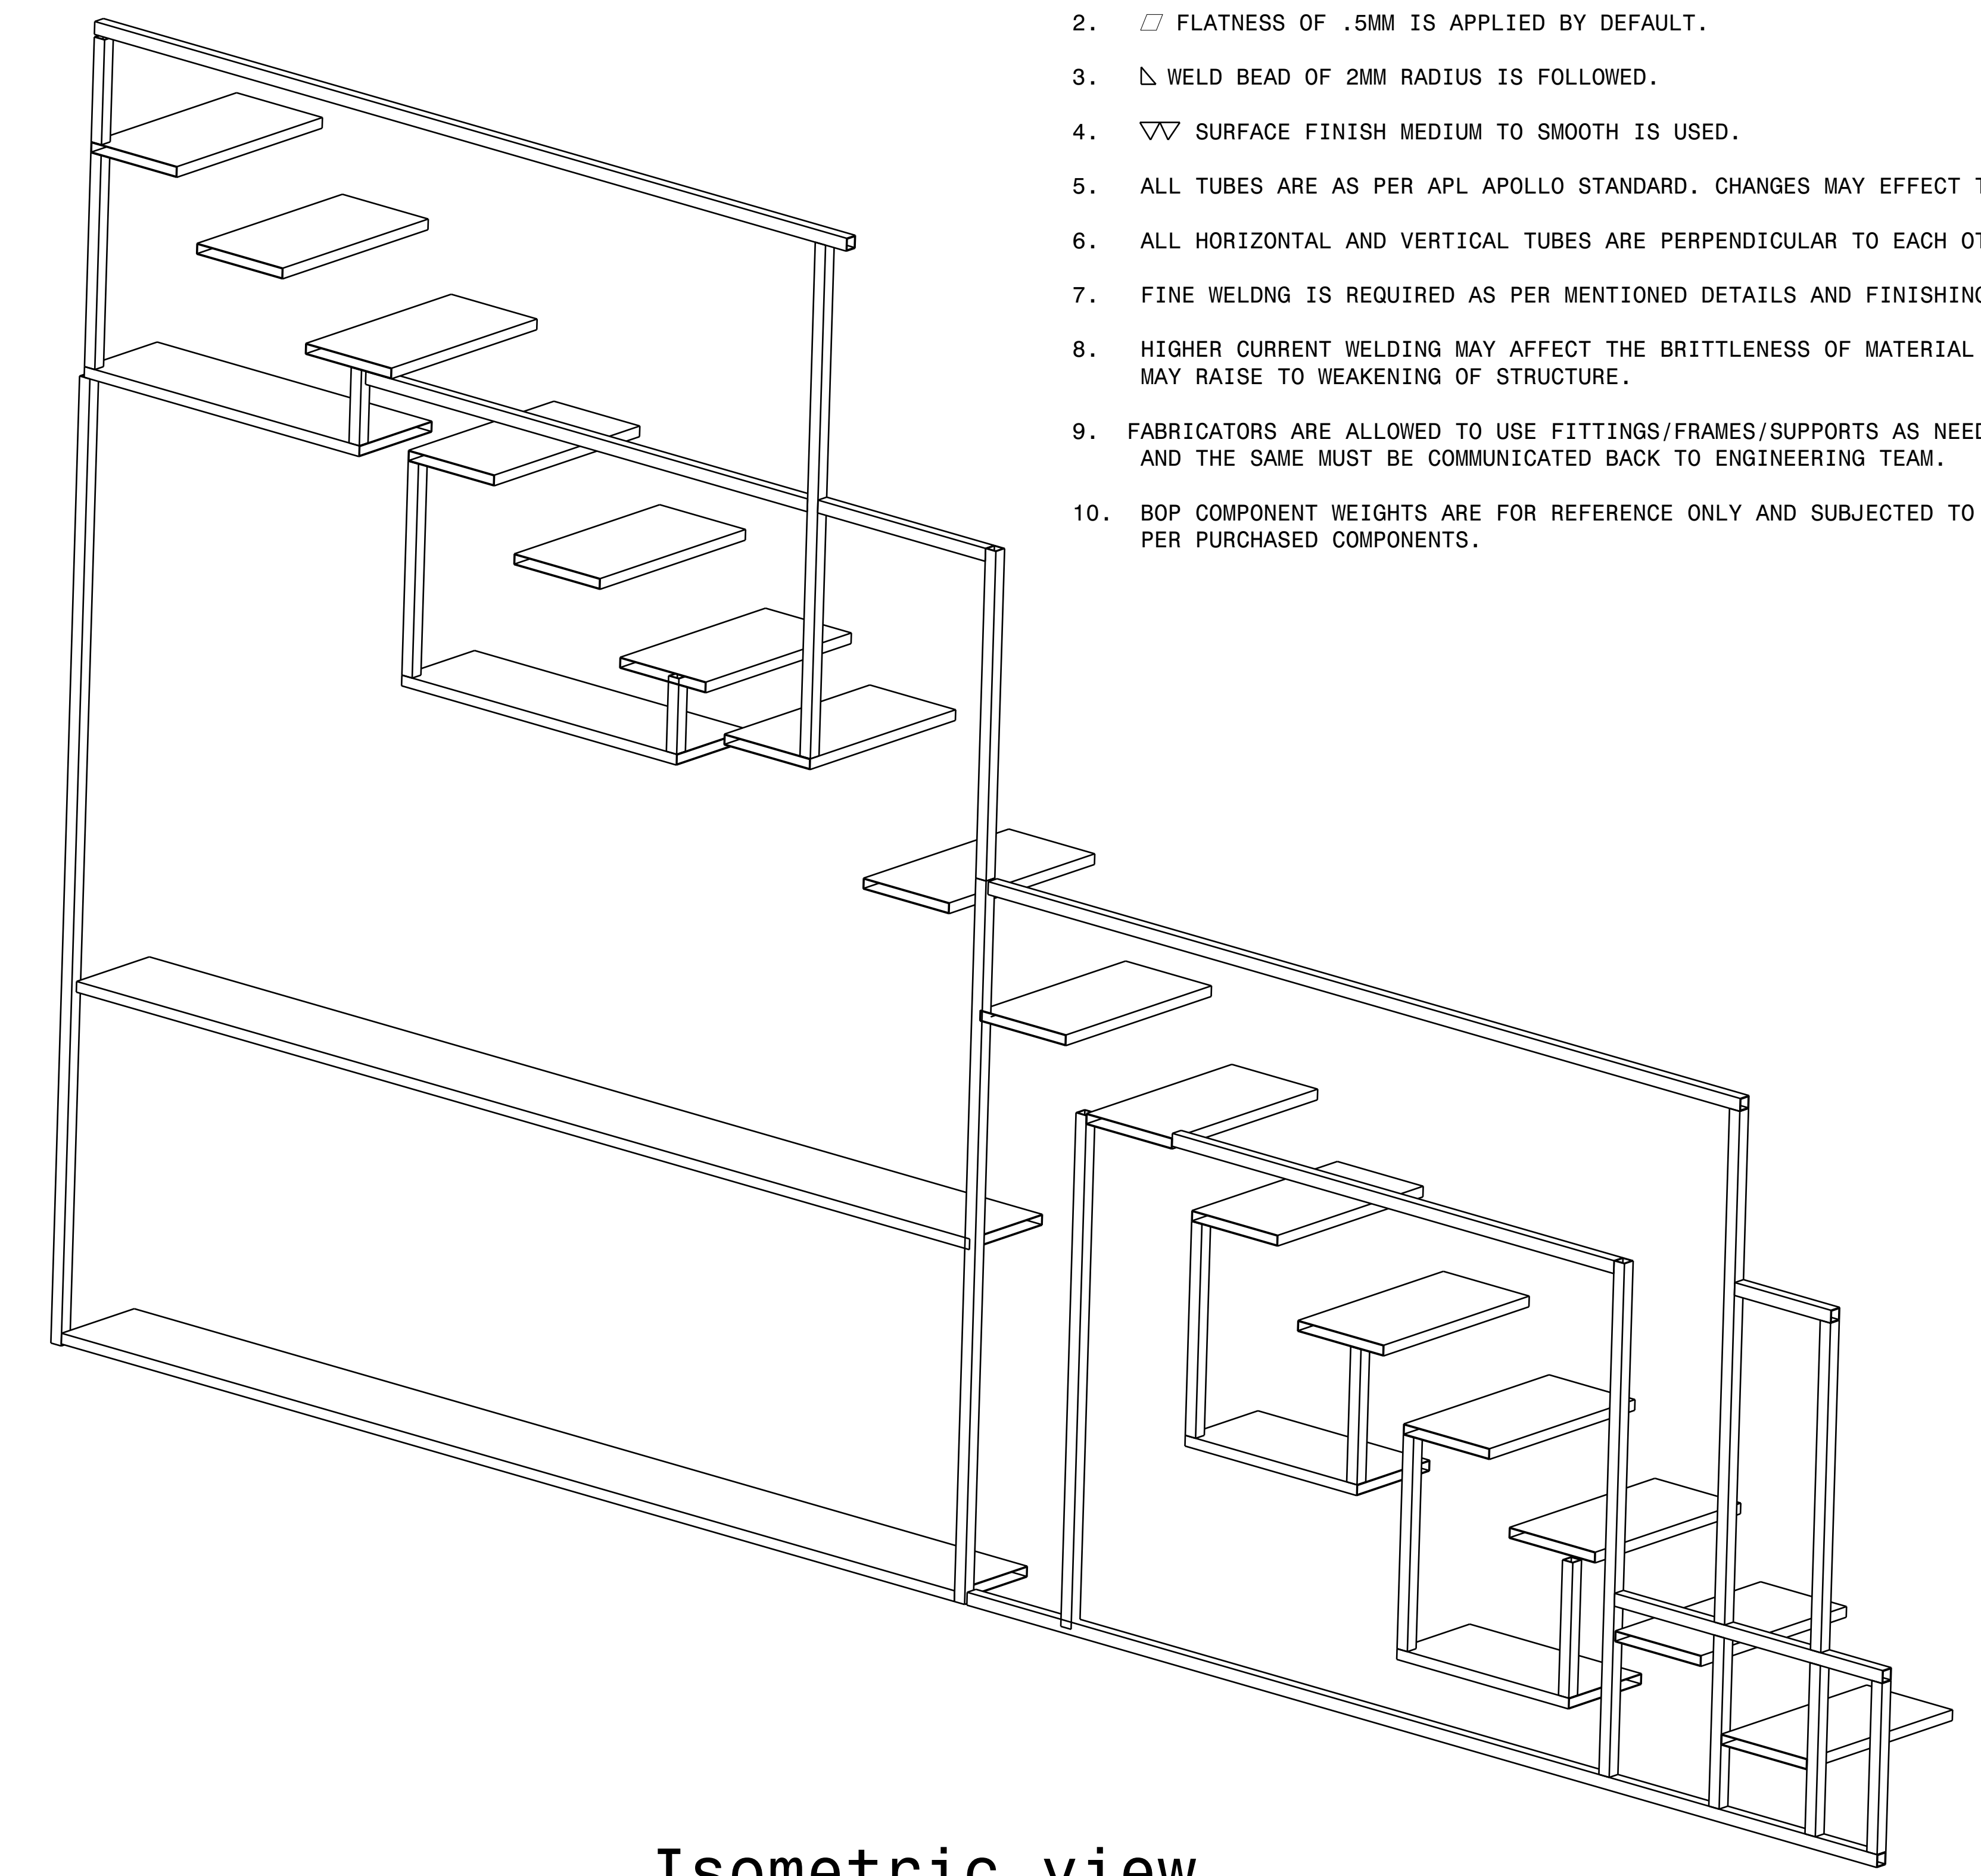 2. FLATNESS OF .5MM IS APPLIED BY DEFAULT.
3. WELD BEAD OF 2MM RADIUS IS FOLLOWED.
4. SURFACE FINISH MEDIUM TO SMOOTH IS USED.
5. ALL TUBES ARE AS PER APL APOLLO STANDARD. CHANGES MAY EFFECT
6. ALL HORIZONTAL AND VERTICAL TUBES ARE PERPENDICULAR TO EACH
7. FINE WELDNG IS REQUIRED AS PER MENTIONED DETAILS AND FINISHING
8. HIGHER CURRENT WELDING MAY AFFECT THE BRITTLENESS OF MATERIAL
MAY RAISE TO WEAKENING OF STRUCTURE.
9. FABRICATORS ARE ALLOWED TO USE FITTINGS/FRAMES/SUPPORTS AS
AND THE SAME MUST BE COMMUNICATED BACK TO ENGINEERING TEAM.
10. BOP COMPONENT WEIGHTS ARE FOR REFERENCE ONLY AND SUBJECTED TO
PER PURCHASED COMPONENTS.
Isometric view